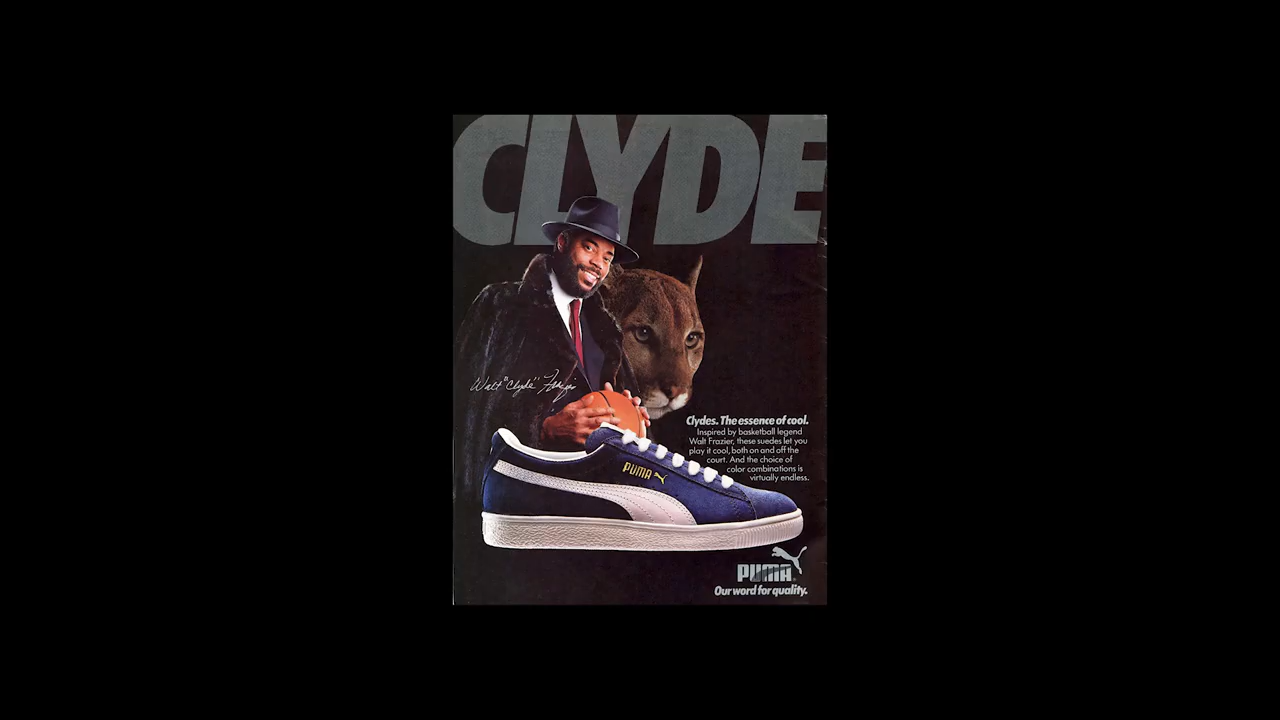 CLYDE
Walt "Clyde" Frazier
Clydes. The essence of cool.
Inspired by basketball legend
Walt Frazier, these suedes let you
play it cool, both on and off the
court. And the choice of
color combinations is
virtually endless.
PUMA
PUMA®
Our word for quality.